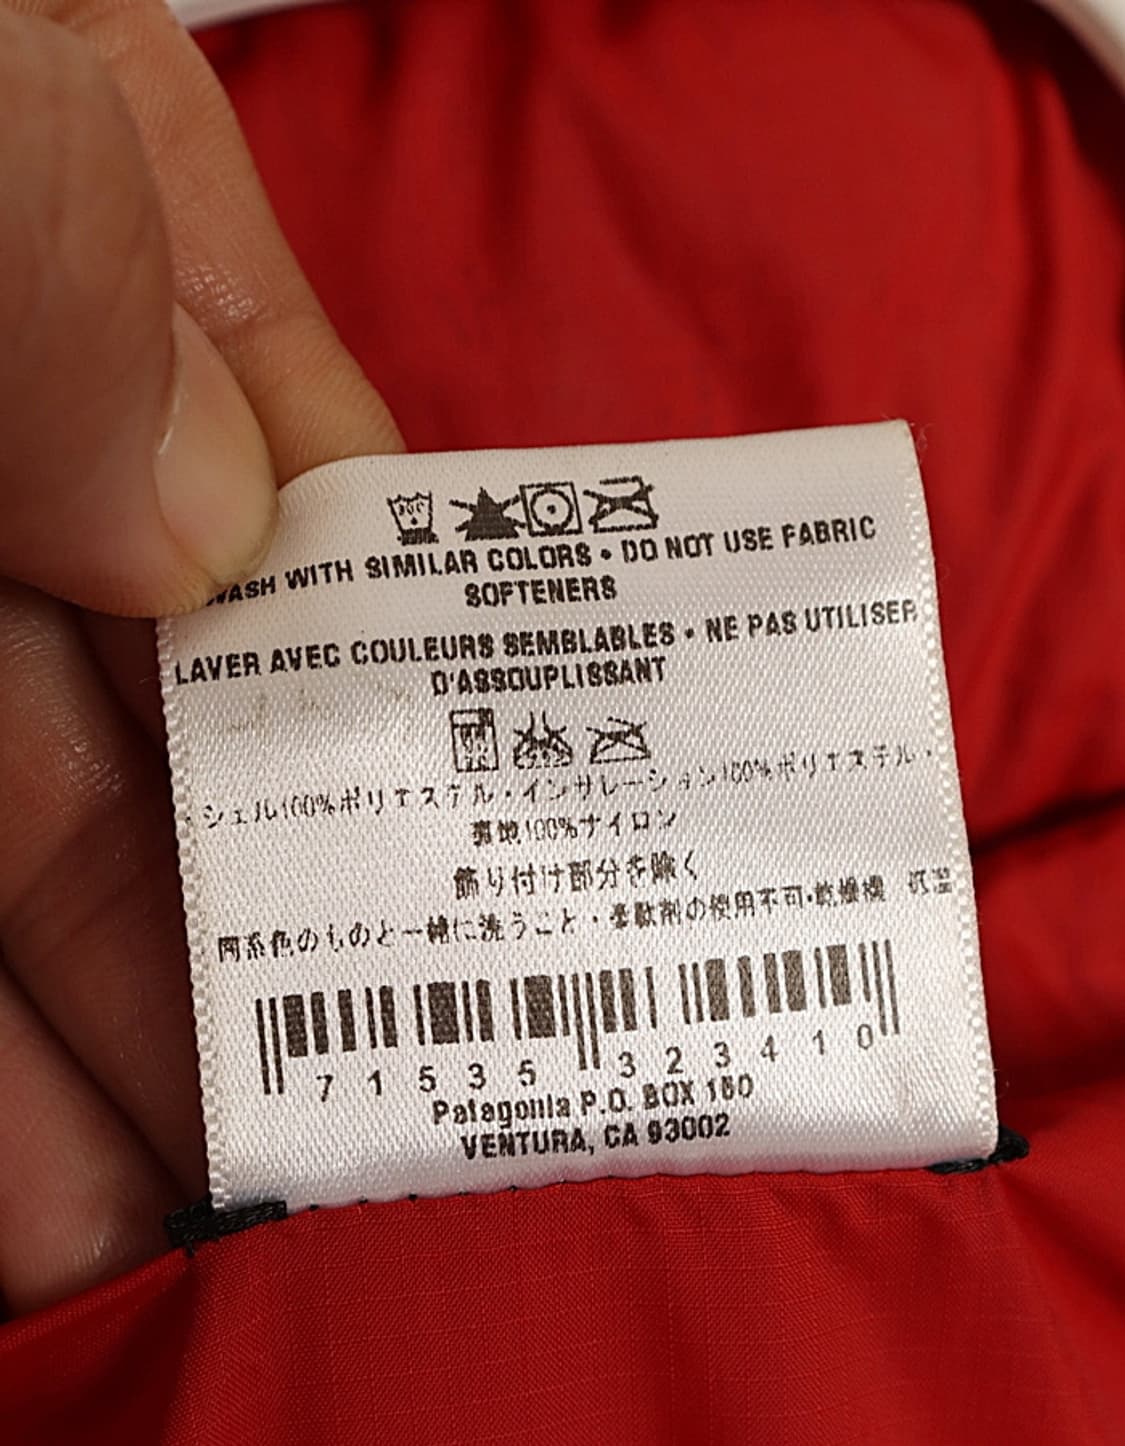 WASH WITH SIMILAR COLORS • DO NOT USE FABRIC
SOFTENERS
LAVER AVEC COULEURS SEMBLABLES • NE PAS UTILISER
D'ASSOUPLISSANT
シェル100%ポリエステル・インサレーション100%ポリエステル・
裏地100%ナイロン
飾り付け部分を除く
同系色のものと一緒に洗うこと・柔軟剤の使用不可・乾燥機 低温
7 1 5 3 5 3 2 3 4 1 0
Patagonia P.O. BOX 150
VENTURA, CA 93002